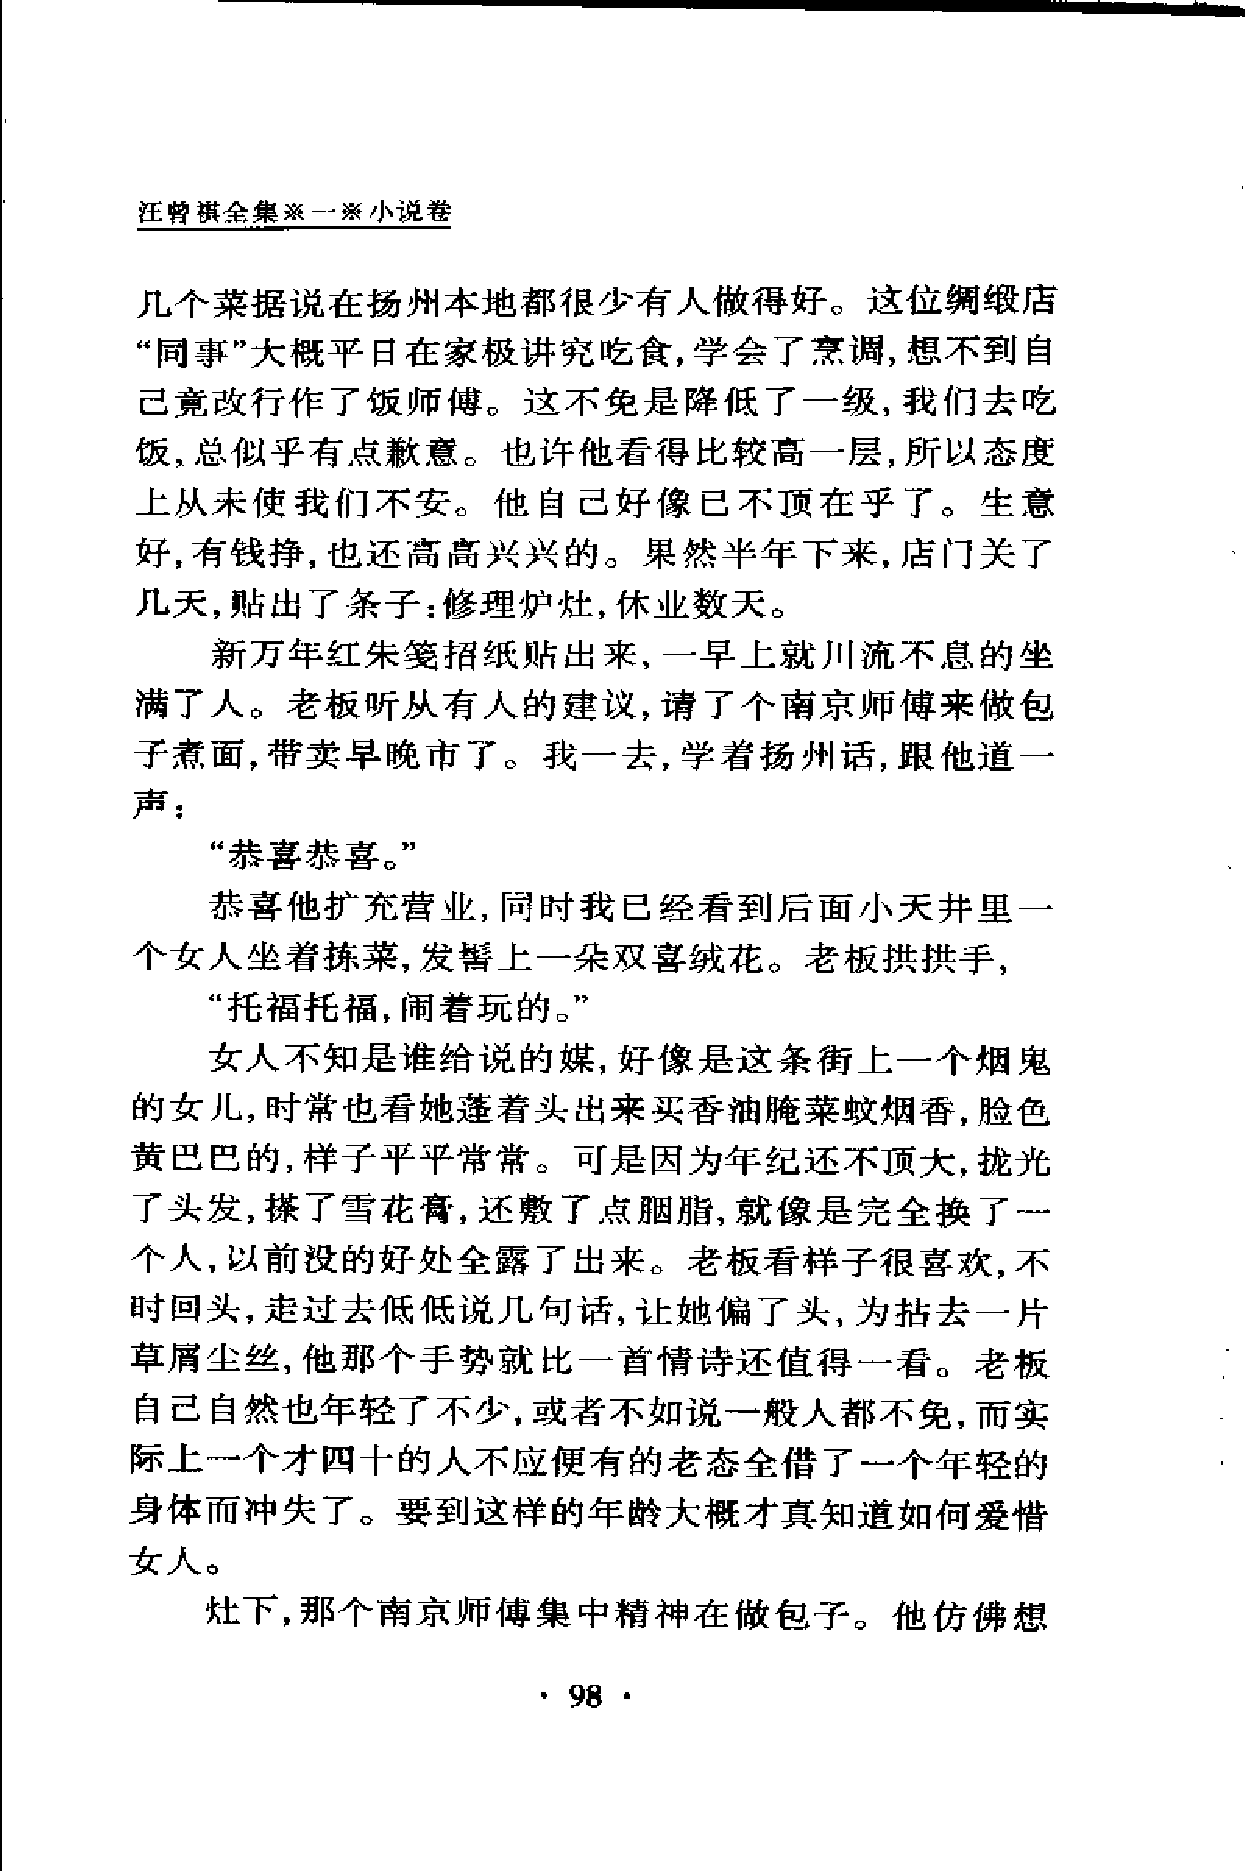 汪曾祺全集※一※小说卷
几个菜据说在扬州本地都很少有人做得好。这位绸缎店
“同事”大概平日在家极讲究吃食,学会了烹调,想不到自
己竟改行作了饭师傅。这不免是降低了一级,我们去吃
饭,总似乎有点歉意。也许他看得比较高一层,所以态度
上从未使我们不安。他自己好像已不顶在乎了。生意
好,有钱挣,也还高高兴兴的。果然半年下来,店门关了
几天,贴出了条子:修理炉灶,休业数天。
新万年红朱笺招纸贴出来,一早上就川流不息的坐
满了人。老板听从有人的建议,请了个南京师傅来做包
子煮面,带卖早晚市了。我一去,学着扬州话,跟他道一
声:
“恭喜恭喜。”
恭喜他扩充营业,同时我已经看到后面小天井里一
个女人坐着拣菜,发髻上一朵双喜绒花。老板拱拱手,
“托福托福,闹着玩的。”
女人不知是谁给说的媒,好像是这条街上一个烟鬼
的女儿,时常也看她蓬着头出来买香油腌菜蚊烟香,脸色
黄巴巴的,样子平平常常。可是因为年纪还不顶大,拢光
了头发,搽了雪花膏,还敷了点胭脂,就像是完全换了一
个人,以前没的好处全露了出来。老板看样子很喜欢,不
时回头,走过去低低说几句话,让她偏了头,为拈去一片
草屑尘丝,他那个手势就比一首情诗还值得一看。老板
自己自然也年轻了不少,或者不如说一般人都不免,而实
际上一个才四十的人不应便有的老态全借了一个年轻的
身体而冲失了。要到这样的年龄大概才真知道如何爱惜
女人。
灶下,那个南京师傅集中精神在做包子。他仿佛想
· 98 ·